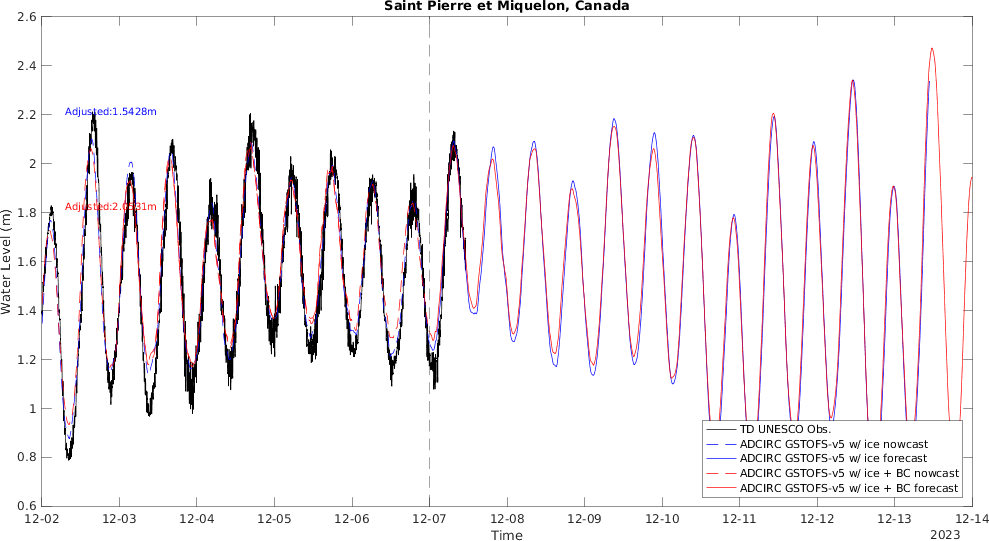 Saint Pierre et Miquelon, Canada
2.6
2.4
2.2
2
1.8
1.6
1.4
1.2
1
0.8
0.6
Water Level (m)
Adjusted:1.5428m
TD UNESCO Obs.
ADCIRC GSTOFS-v5 w/ ice nowcast
ADCIRC GSTOFS-v5 w/ ice forecast
ADCIRC GSTOFS-v5 w/ ice + BC nowcast
ADCIRC GSTOFS-v5 w/ ice + BC forecast
12-02 12-03 12-04 12-05 12-06 12-07 12-08 12-09 12-10 12-11 12-12 12-13 12-14
Time
2023